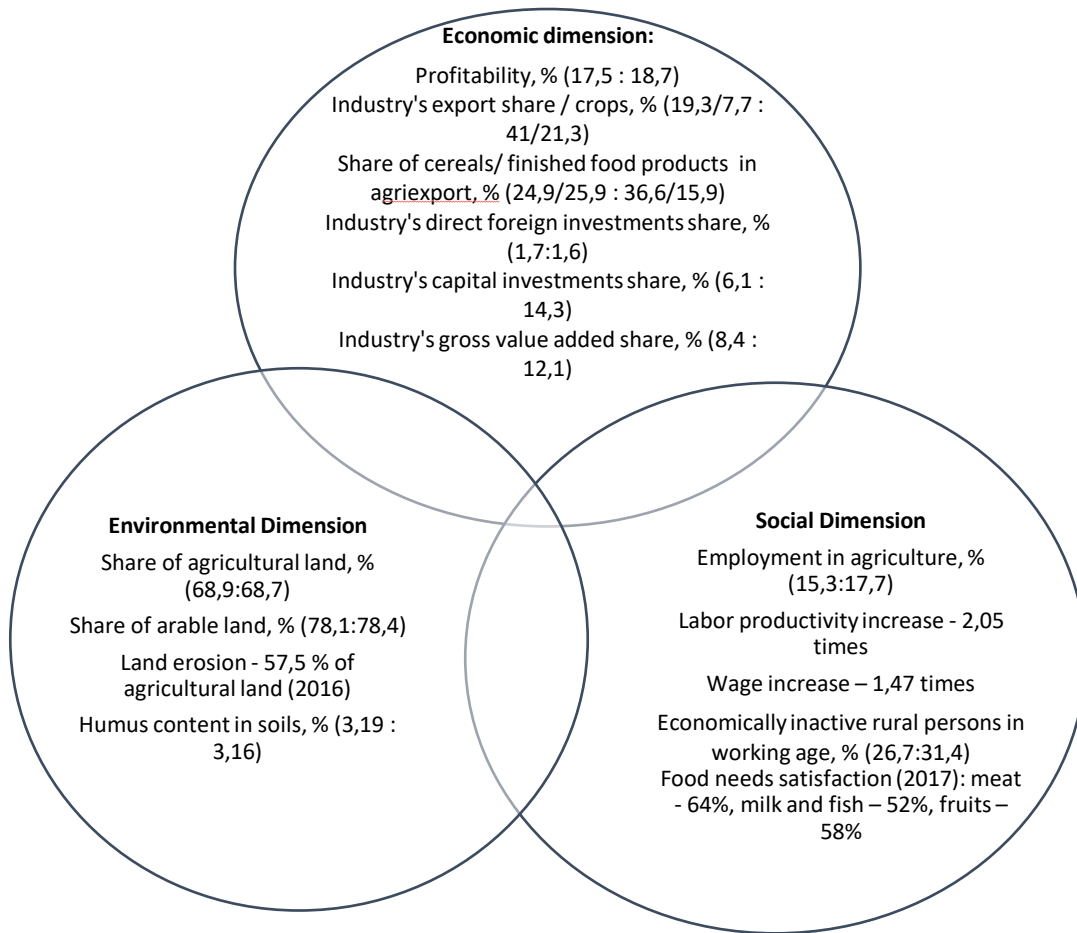 Economic dimension:
Profitability, % (17,5 : 18,7)
Industry's export share / crops, % (19,3/7,7 :
41/21,3)
Share of cereals/ finished food products in
agriexport, % (24,9/25,9 : 36,6/15,9)
Industry's direct foreign investments share, %
(1,7:1,6)
Industry's capital investments share, % (6,1 :
14,3)
Industry's gross value added share, % (8,4 :
12,1)
Environmental Dimension
Share of agricultural land, %
(68,9:68,7)
Share of arable land, % (78,1:78,4)
Land erosion - 57,5 % of
agricultural land (2016)
Humus content in soils, % (3,19 :
3,16)
Social Dimension
Employment in agriculture, %
(15,3:17,7)
Labor productivity increase - 2,05
times
Wage increase – 1,47 times
Economically inactive rural persons in
working age, % (26,7:31,4)
Food needs satisfaction (2017): meat
- 64%, milk and fish – 52%, fruits –
58%